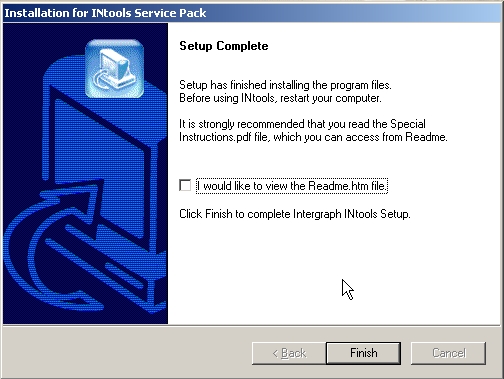 Installation for INtools Service Pack
Setup Complete
Setup has finished installing the program files.
Before using INtools, restart your computer.
It is strongly recommended that you read the Special
Instructions.pdf file, which you can access from Readme.
I would like to view the Readme.htm file.
Click Finish to complete Intergraph INtools Setup.
< Back
Finish
Cancel